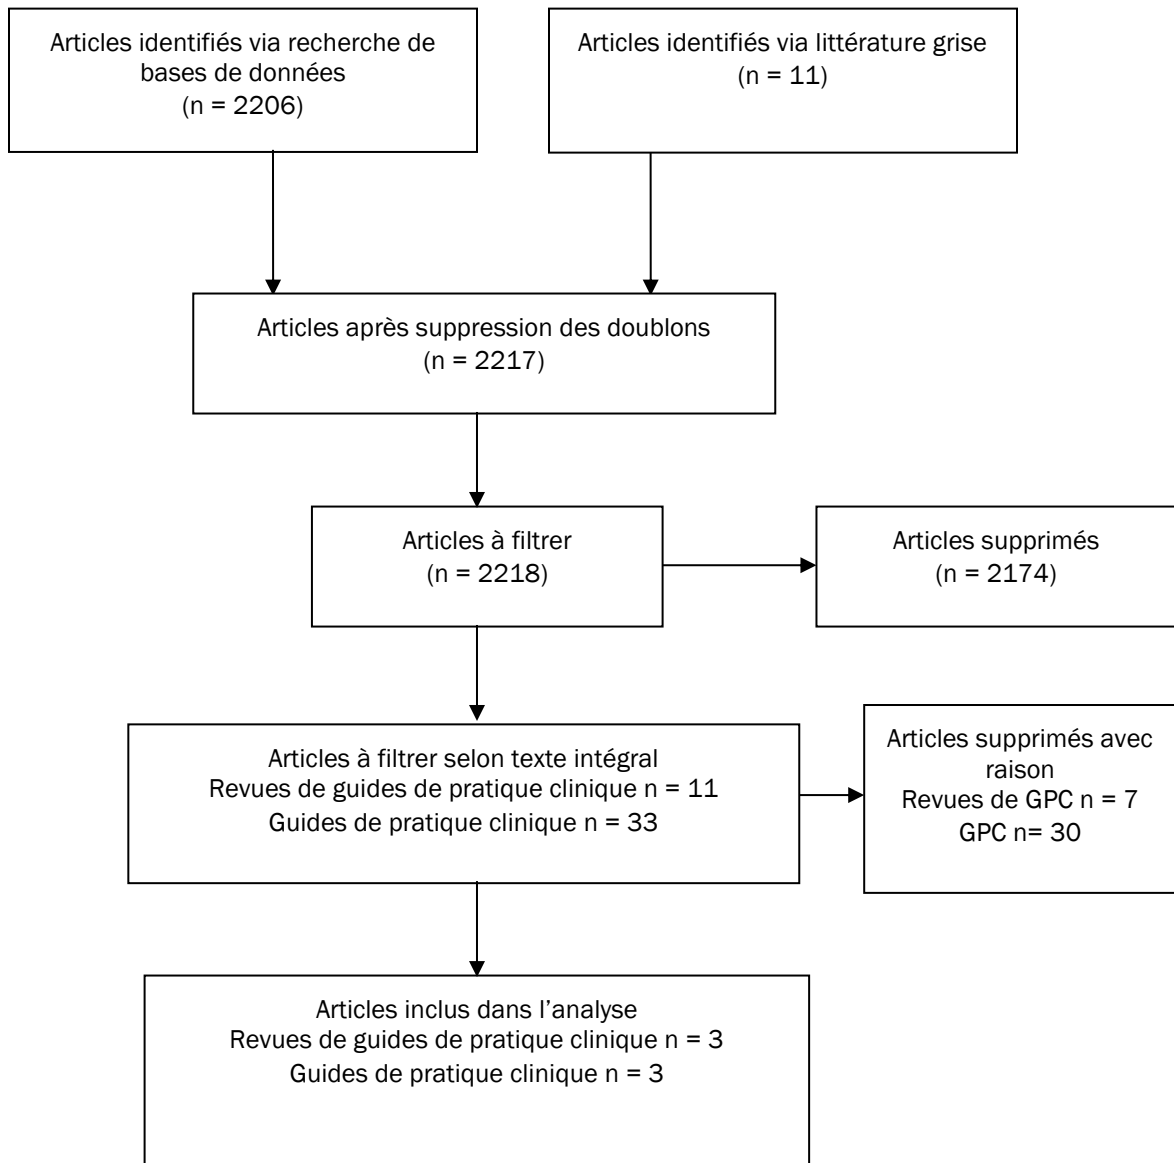 Articles identifiés via recherche de
bases de données
(n = 2206)
Articles identifiés via littérature grise
(n = 11)
Articles après suppression des doublons
(n = 2217)
Articles à filtrer
(n = 2218)
Articles supprimés
(n = 2174)
Articles à filtrer selon texte intégral
Revues de guides de pratique clinique n = 11
Guides de pratique clinique n = 33
Articles supprimés avec
raison
Revues de GPC n = 7
GPC n= 30
Articles inclus dans l’analyse
Revues de guides de pratique clinique n = 3
Guides de pratique clinique n = 3